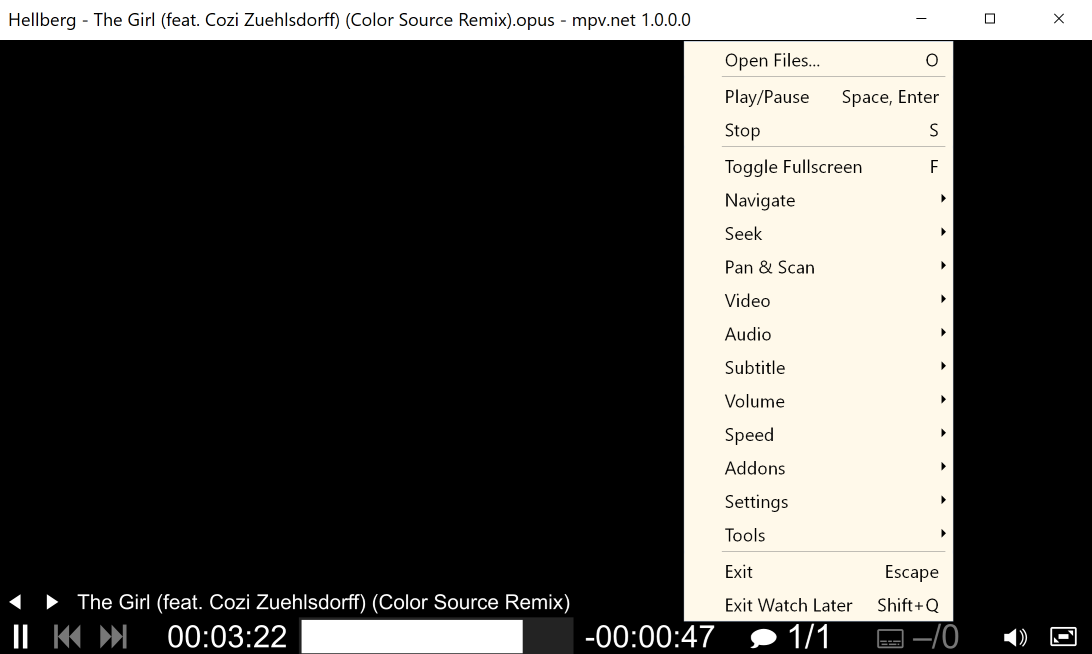 Hellberg - The Girl (feat. Cozi Zuehlsdorff) (Color Source Remix).opus - mpv.net 1.0.0.0
Open Files... O
Play/Pause Space, Enter
Stop S
Toggle Fullscreen F
Navigate
Seek
Pan & Scan
Video
Audio
Subtitle
Volume
Speed
Addons
Settings
Tools
Exit Escape
Exit Watch Later Shift+Q
The Girl (feat. Cozi Zuehlsdorff) (Color Source Remix)
00:03:22 -00:00:47 1/1 –/0